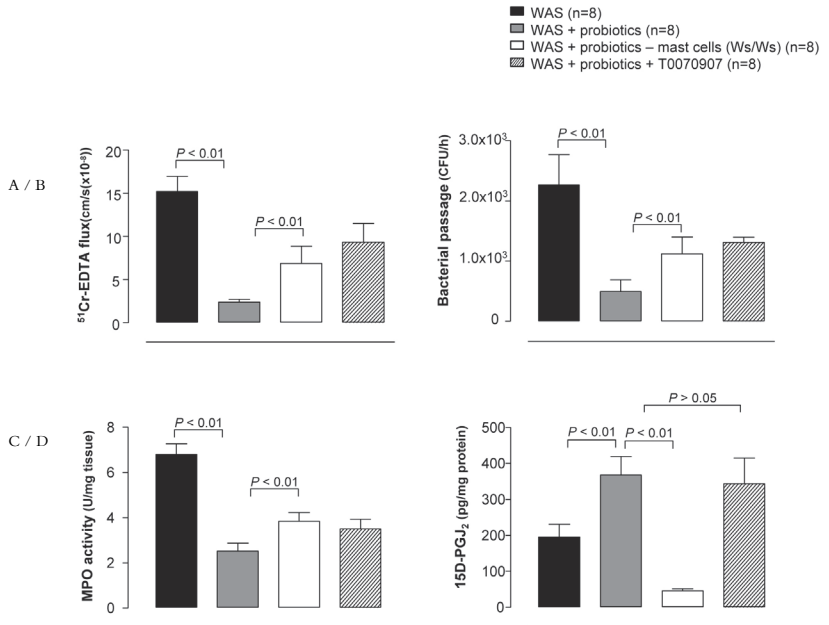 WAS (n=8)
WAS + probiotics (n=8)
WAS + probiotics – mast cells (Ws/Ws) (n=8)
WAS + probiotics + T0070907 (n=8)
A / B
⁵¹Cr-EDTA flux(cm/s(x10⁻⁸))
20
15
10
5
0
P < 0.01
P < 0.01
Bacterial passage (CFU/h)
3.0x10³
2.0x10³
1.0x10³
0
P < 0.01
P < 0.01
C / D
MPO activity (U/mg tissue)
8
6
4
2
0
P < 0.01
P < 0.01
15D-PGJ₂ (pg/mg protein)
500
400
300
200
100
0
P > 0.05
P < 0.01
P < 0.01